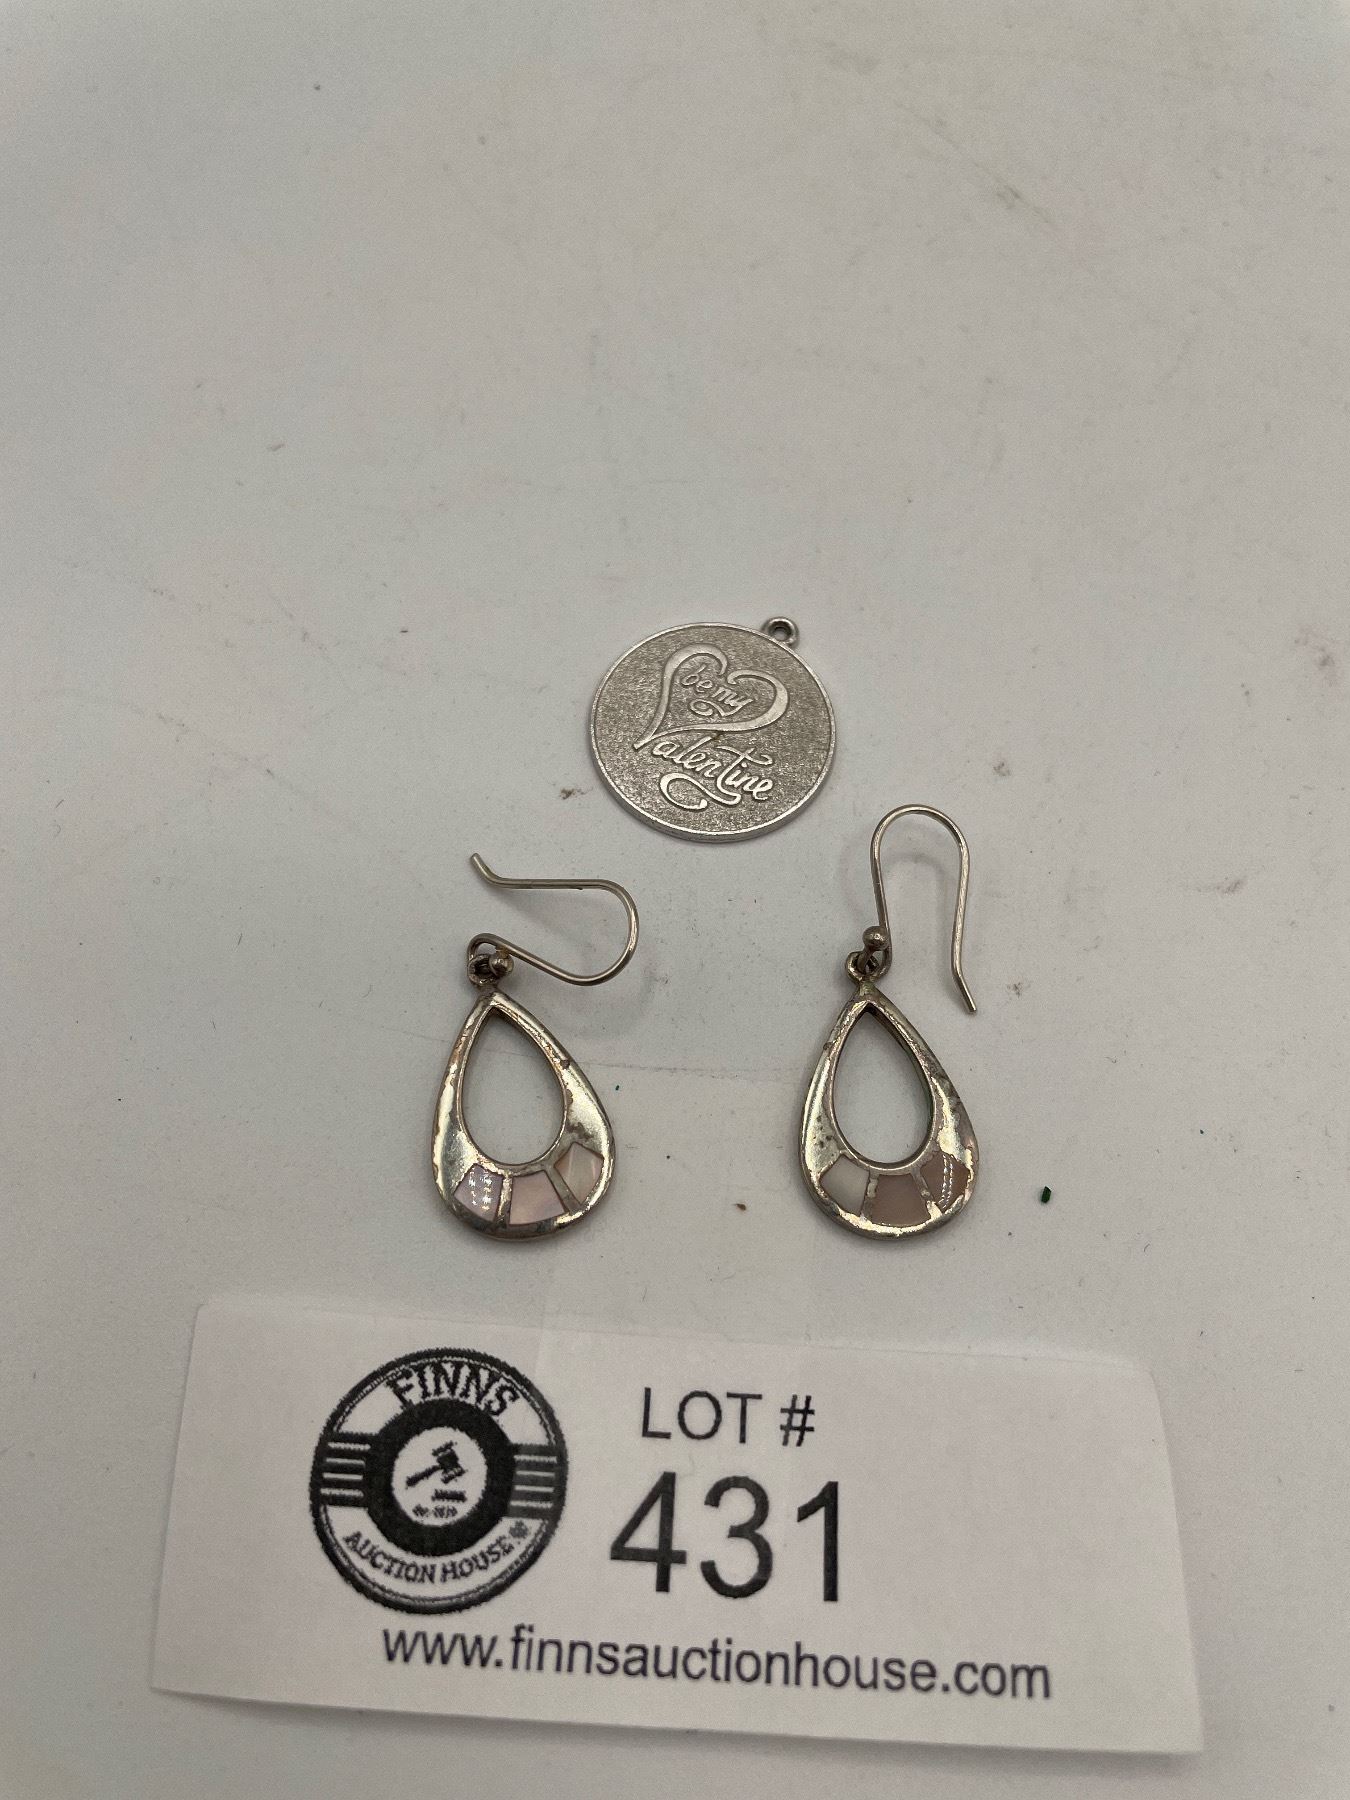 be my
Valentine
FINNS
AUCTION HOUSE
LOT #
431
www.finnsauctionhouse.com